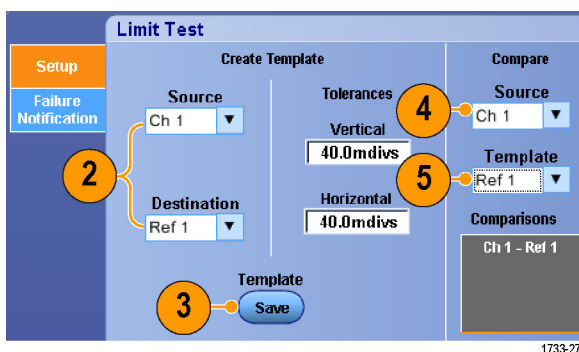 Limit Test
Setup
Failure
Notification
Create Template
Source
Ch 1
2
Destination
Ref 1
Tolerances
Vertical
40.0mdivs
Horizontal
40.0mdivs
Template
3
Save
Compare
4
Source
Ch 1
5
Template
Ref 1
Comparisons
Ch 1 - Ref 1
1733-27